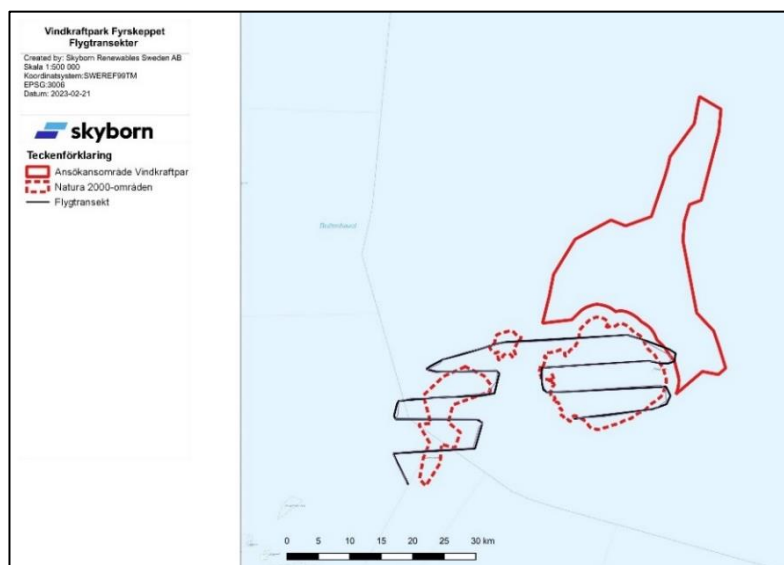 Vindkraftpark Fyrskeppet
Flygtransekter
Created by: Skyborn Renewables Sweden AB
Skala 1:500 000
Koordinatsystem:SWEREF99TM
EPSG:3006
Datum: 2023-02-21
skyborn
Teckenförklaring
Ansökansområde Vindkraftpar
Natura 2000-områden
Flygtransekt
Bottenhavet
0 5 10 15 20 25 30 km